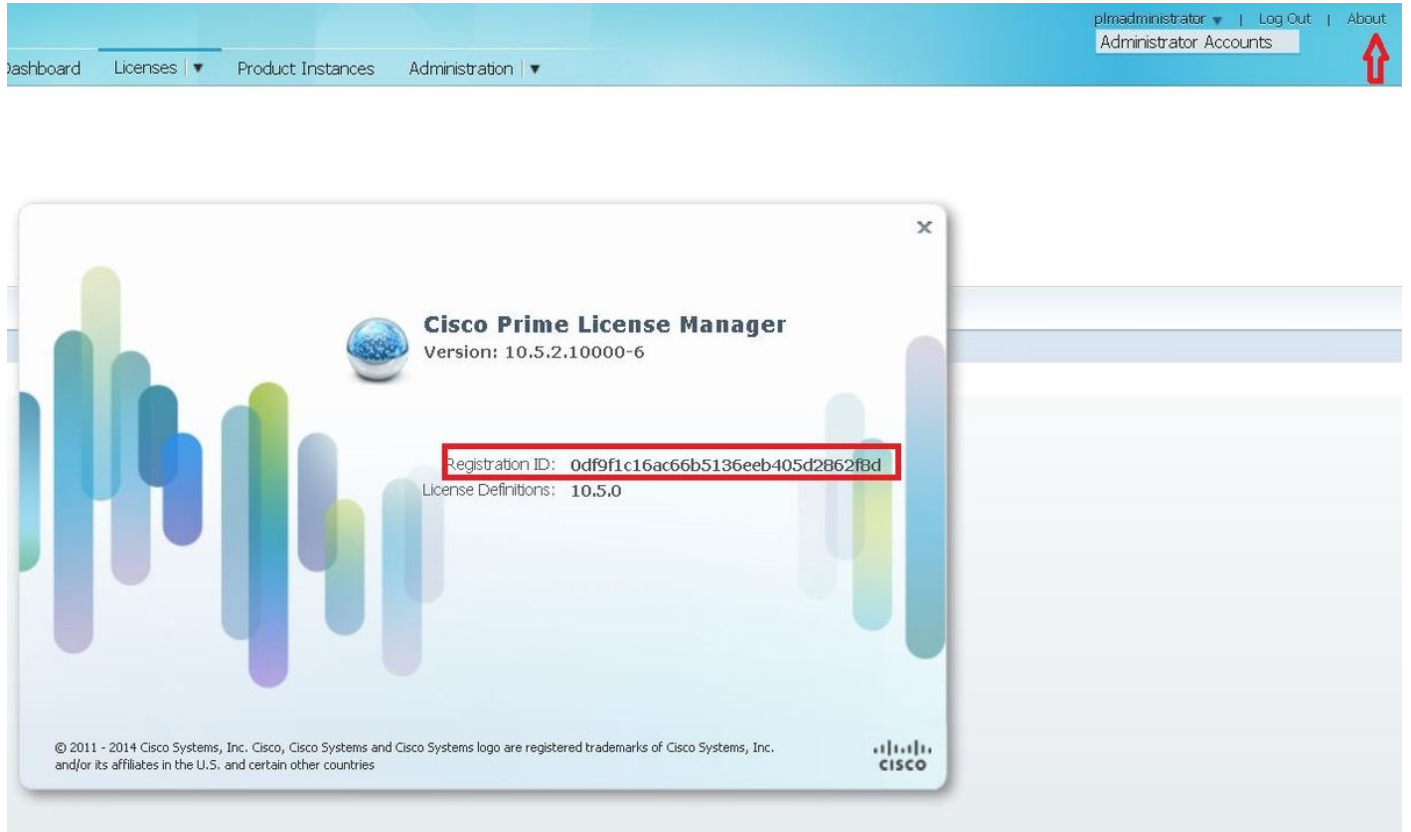 plmadministrator ▼ | Log Out | About
Administrator Accounts
Dashboard Licenses | ▼ Product Instances Administration | ▼
x
Cisco Prime License Manager
Version: 10.5.2.10000-6
Registration ID: 0df9f1c16ac66b5136eeb405d2862f8d
License Definitions: 10.5.0
© 2011 - 2014 Cisco Systems, Inc. Cisco, Cisco Systems and Cisco Systems logo are registered trademarks of Cisco Systems, Inc.
and/or its affiliates in the U.S. and certain other countries
CISCO